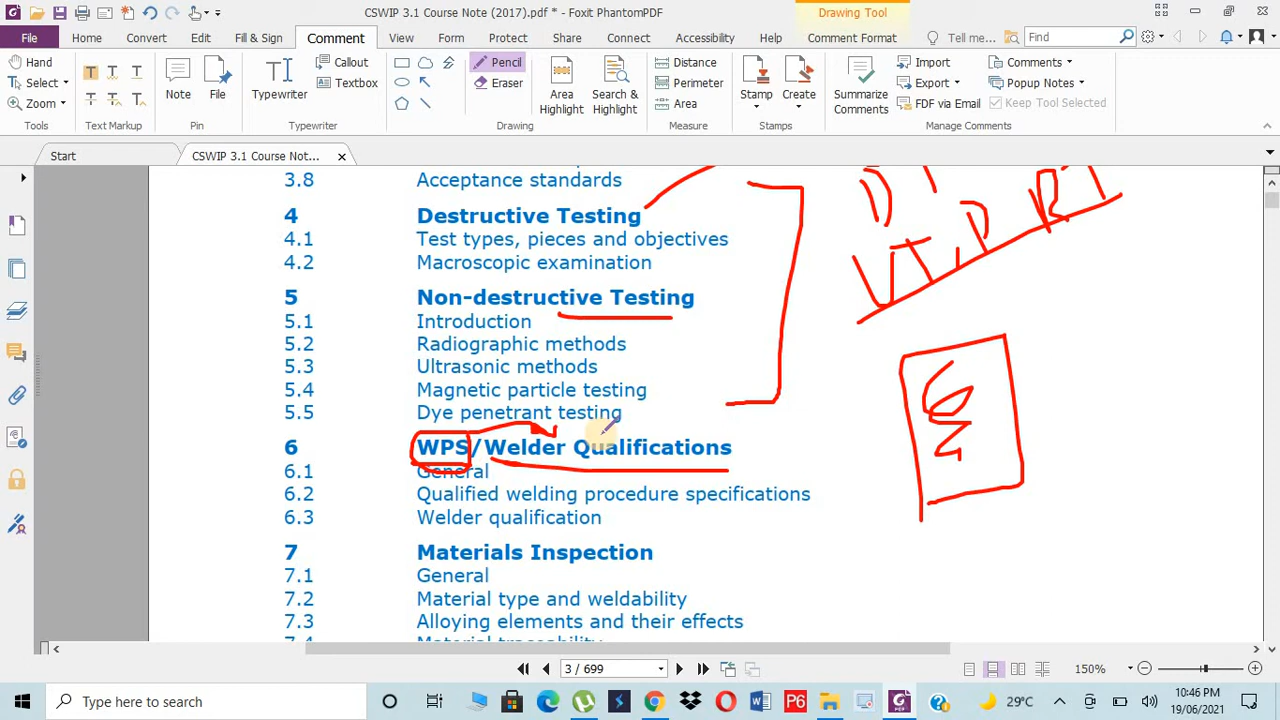 CSWIP 3.1 Course Note (2017).pdf * - Foxit PhantomPDF
Drawing Tool
File Home Convert Edit Fill & Sign Comment View Form Protect Share Connect Accessibility Help Comment Format Tell me... Find
Hand
Select
Zoom
Tools
Text Markup
Note
File
Pin
Typewriter
Callout
Textbox
Typewriter
Pencil
Eraser
Drawing
Area Highlight
Search & Highlight
Distance
Perimeter
Area
Measure
Stamp
Create
Stamps
Summarize Comments
Import
Export
FDF via Email
Comments
Popup Notes
Keep Tool Selected
Manage Comments
Start
CSWIP 3.1 Course Not...
3.8 Acceptance standards
4 Destructive Testing
4.1 Test types, pieces and objectives
4.2 Macroscopic examination
5 Non-destructive Testing
5.1 Introduction
5.2 Radiographic methods
5.3 Ultrasonic methods
5.4 Magnetic particle testing
5.5 Dye penetrant testing
6 WPS/Welder Qualifications
6.1 General
6.2 Qualified welding procedure specifications
6.3 Welder qualification
7 Materials Inspection
7.1 General
7.2 Material type and weldability
7.3 Alloying elements and their effects
7.4 Material traceability
VT,
3 / 699
150%
Type here to search
29°C
10:46 PM
19/06/2021